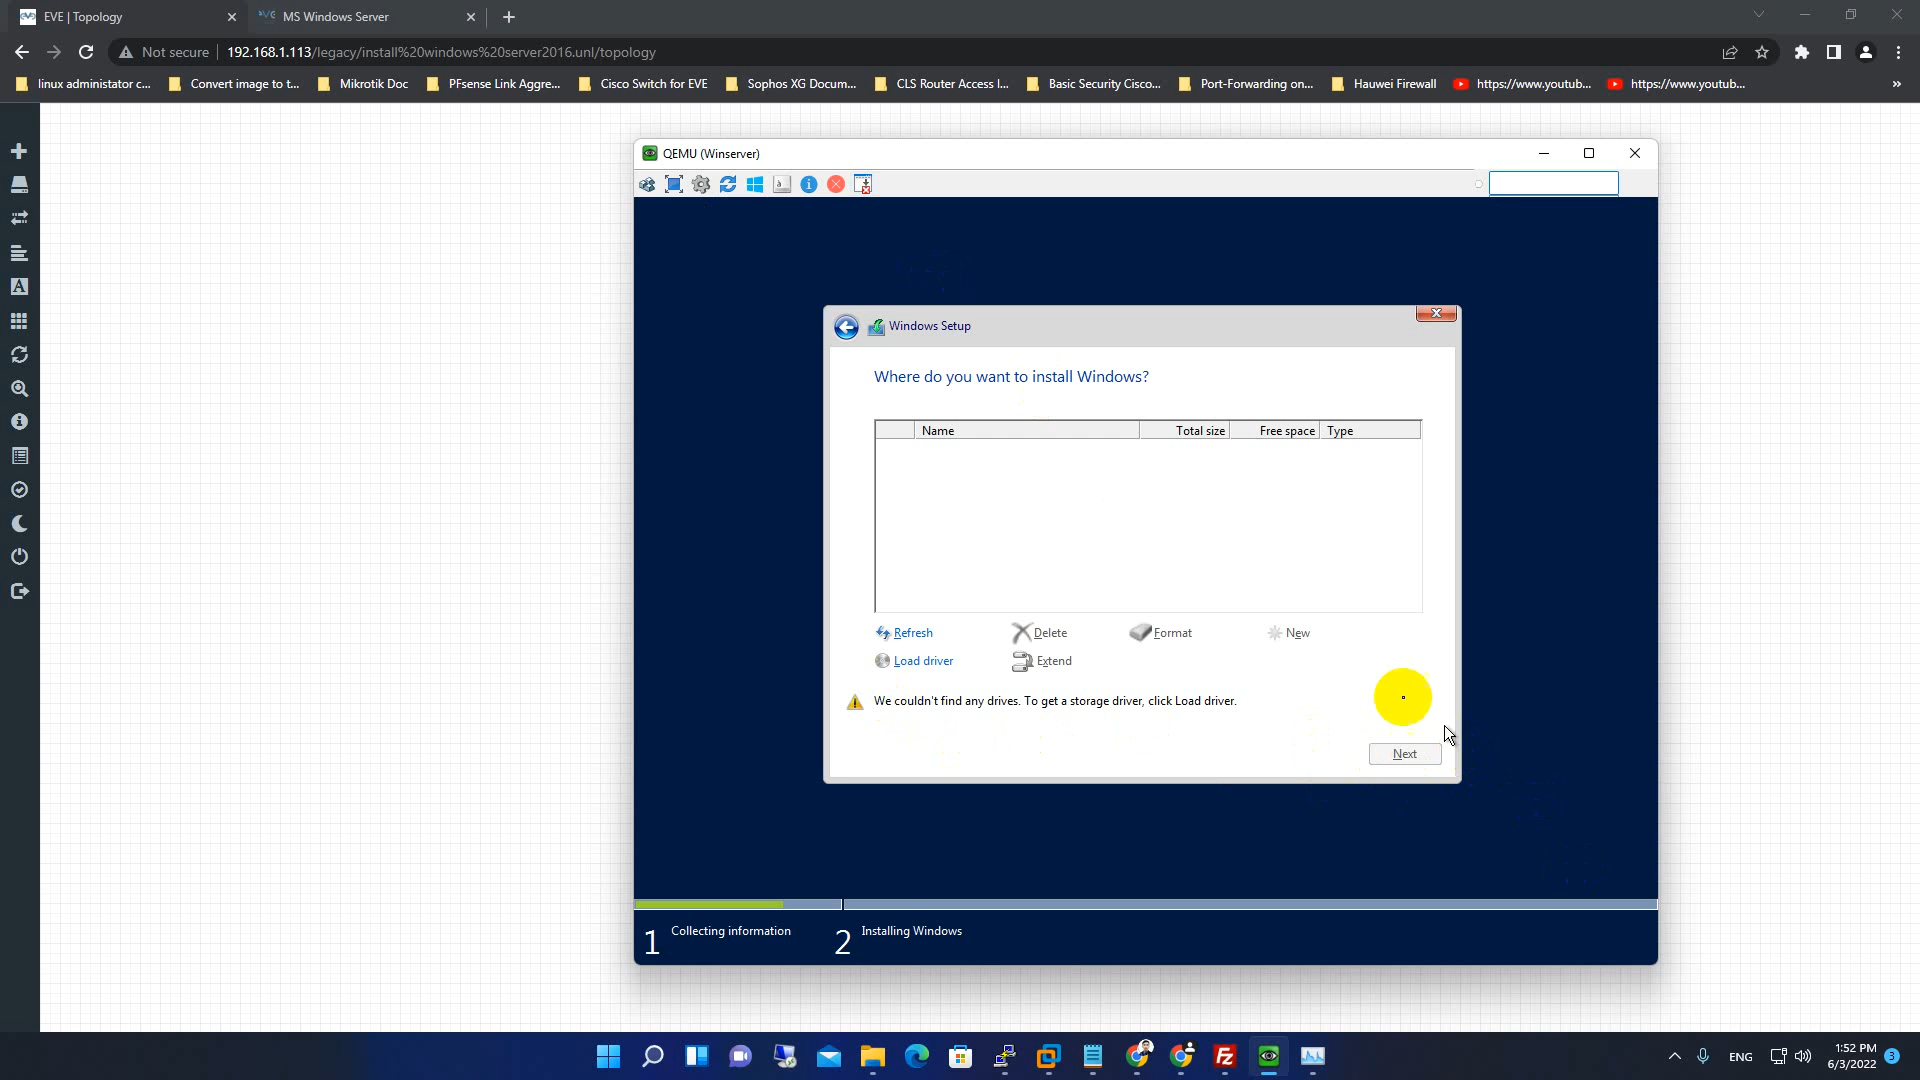 EVE | Topology
MS Windows Server
Not secure
192.168.1.113/legacy/install%20windows%20server2016.unl/topology
linux administator c...
Convert image to t...
Mikrotik Doc
PFsense Link Aggre...
Cisco Switch for EVE
Sophos XG Docum...
CLS Router Access I...
Basic Security Cisco...
Port-Forwarding on...
Hauwei Firewall
https://www.youtub...
https://www.youtub...
»
QEMU (Winserver)
Windows Setup
Where do you want to install Windows?
Name
Total size
Free space
Type
Refresh
Delete
Format
New
Load driver
Extend
We couldn't find any drives. To get a storage driver, click Load driver.
Next
1 Collecting information
2 Installing Windows
ENG
1:52 PM
6/3/2022
3